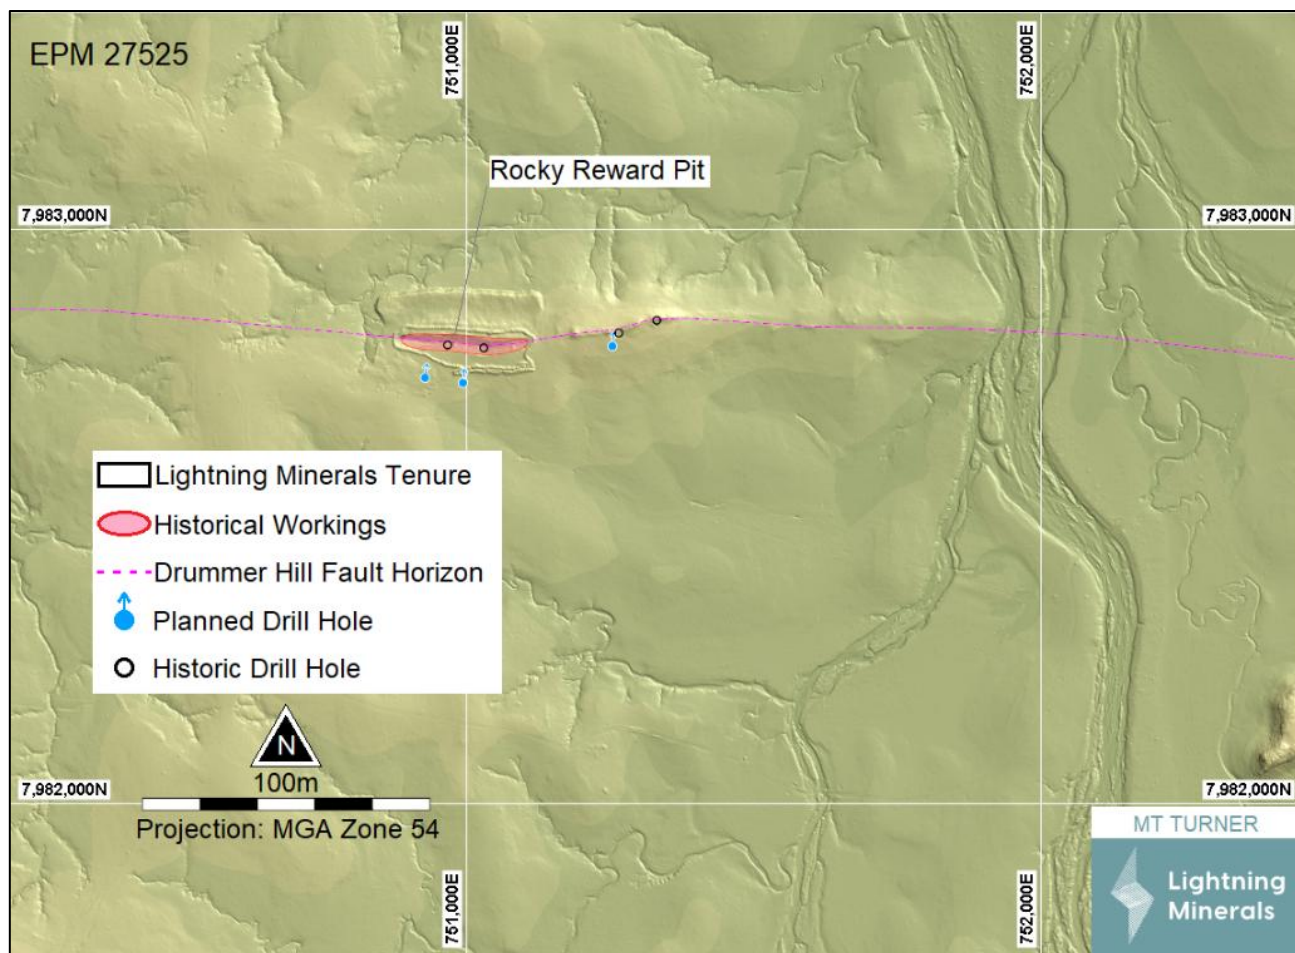 EPM 27525
751,000E
752,000E
Rocky Reward Pit
7,983,000N
7,983,000N
Lightning Minerals Tenure
Historical Workings
Drummer Hill Fault Horizon
Planned Drill Hole
Historic Drill Hole
N
100m
Projection: MGA Zone 54
7,982,000N
7,982,000N
751,000E
752,000E
MT TURNER
Lightning
Minerals